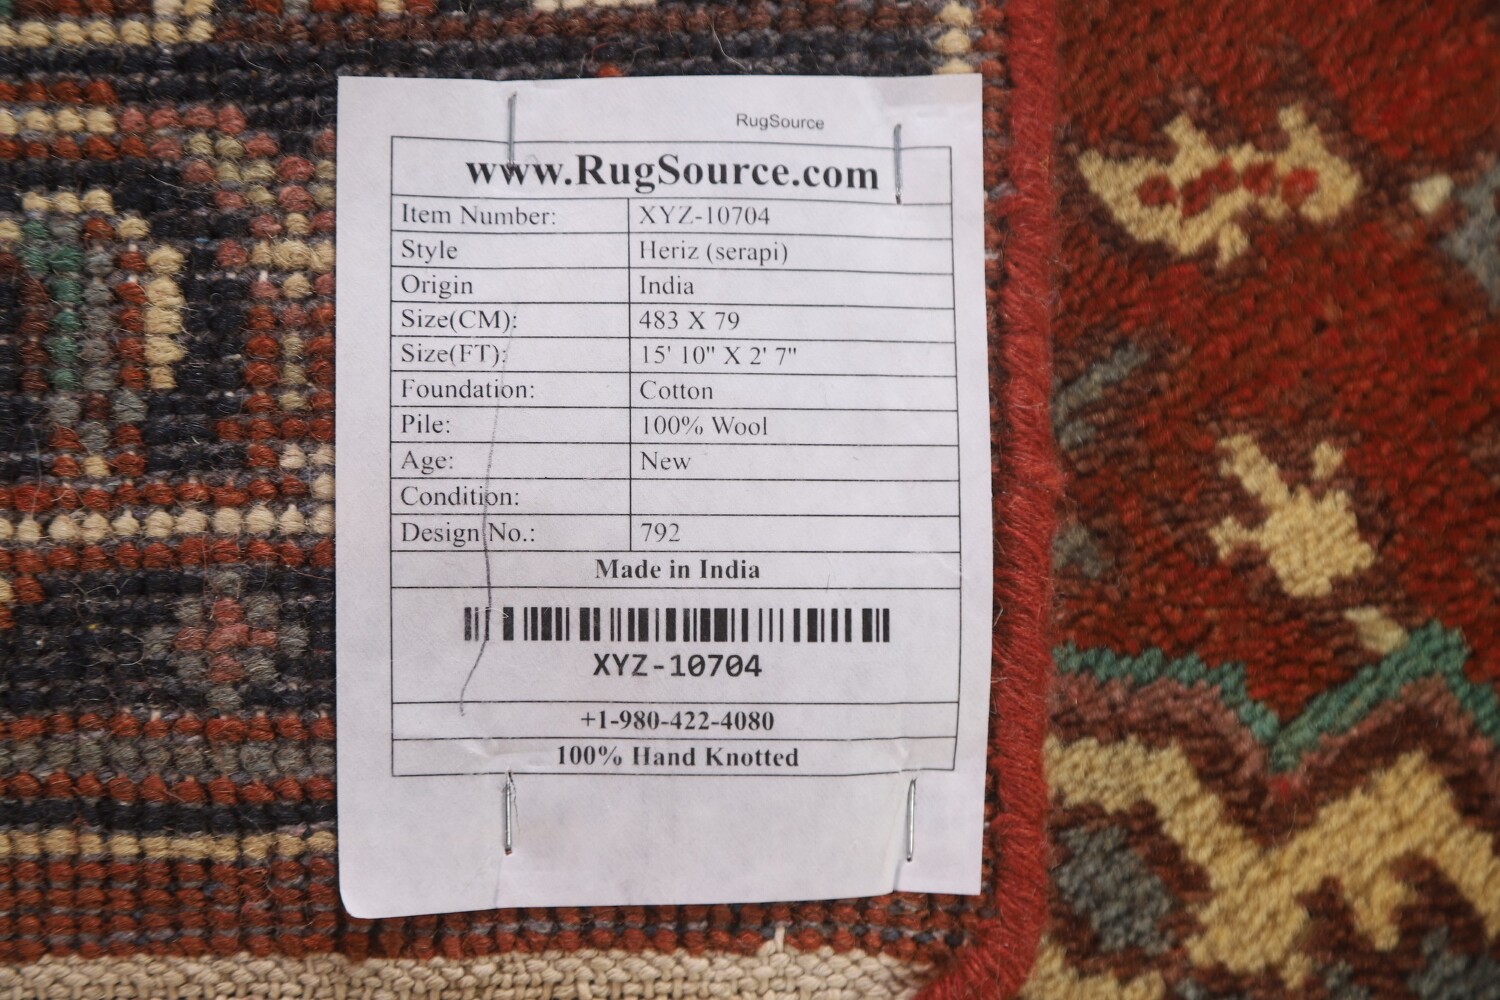 RugSource
www.RugSource.com
Item Number: XYZ-10704
Style Heriz (serapi)
Origin India
Size(CM): 483 X 79
Size(FT): 15' 10" X 2' 7"
Foundation: Cotton
Pile: 100% Wool
Age: New
Condition:
Design No.: 792
Made in India
XYZ-10704
+1-980-422-4080
100% Hand Knotted